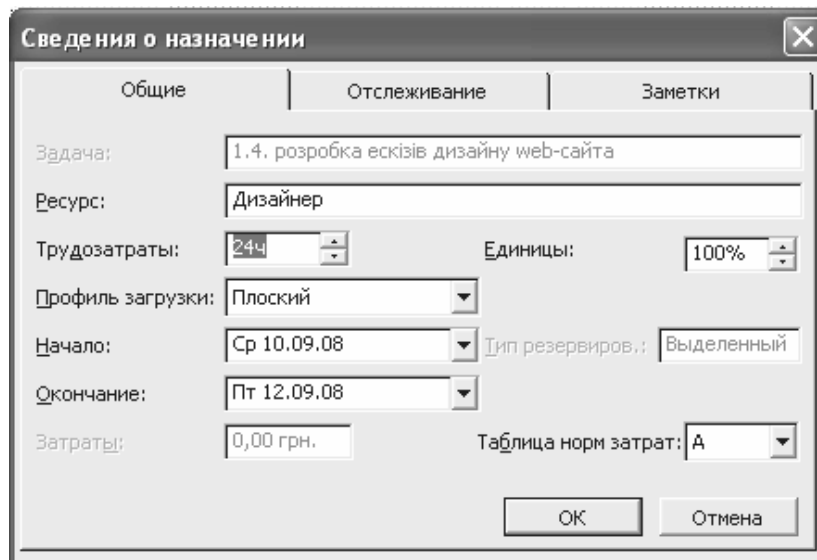 Сведения о назначении
Общие Отслеживание Заметки
Задача: 1.4. розробка ескізів дизайну web-сайта
Ресурс: Дизайнер
Трудозатраты: 24ч Единицы: 100%
Профиль загрузки: Плоский
Начало: Ср 10.09.08 Тип резервиров.: Выделенный
Окончание: Пт 12.09.08
Затраты: 0,00 грн. Таблица норм затрат: A
ОК Отмена